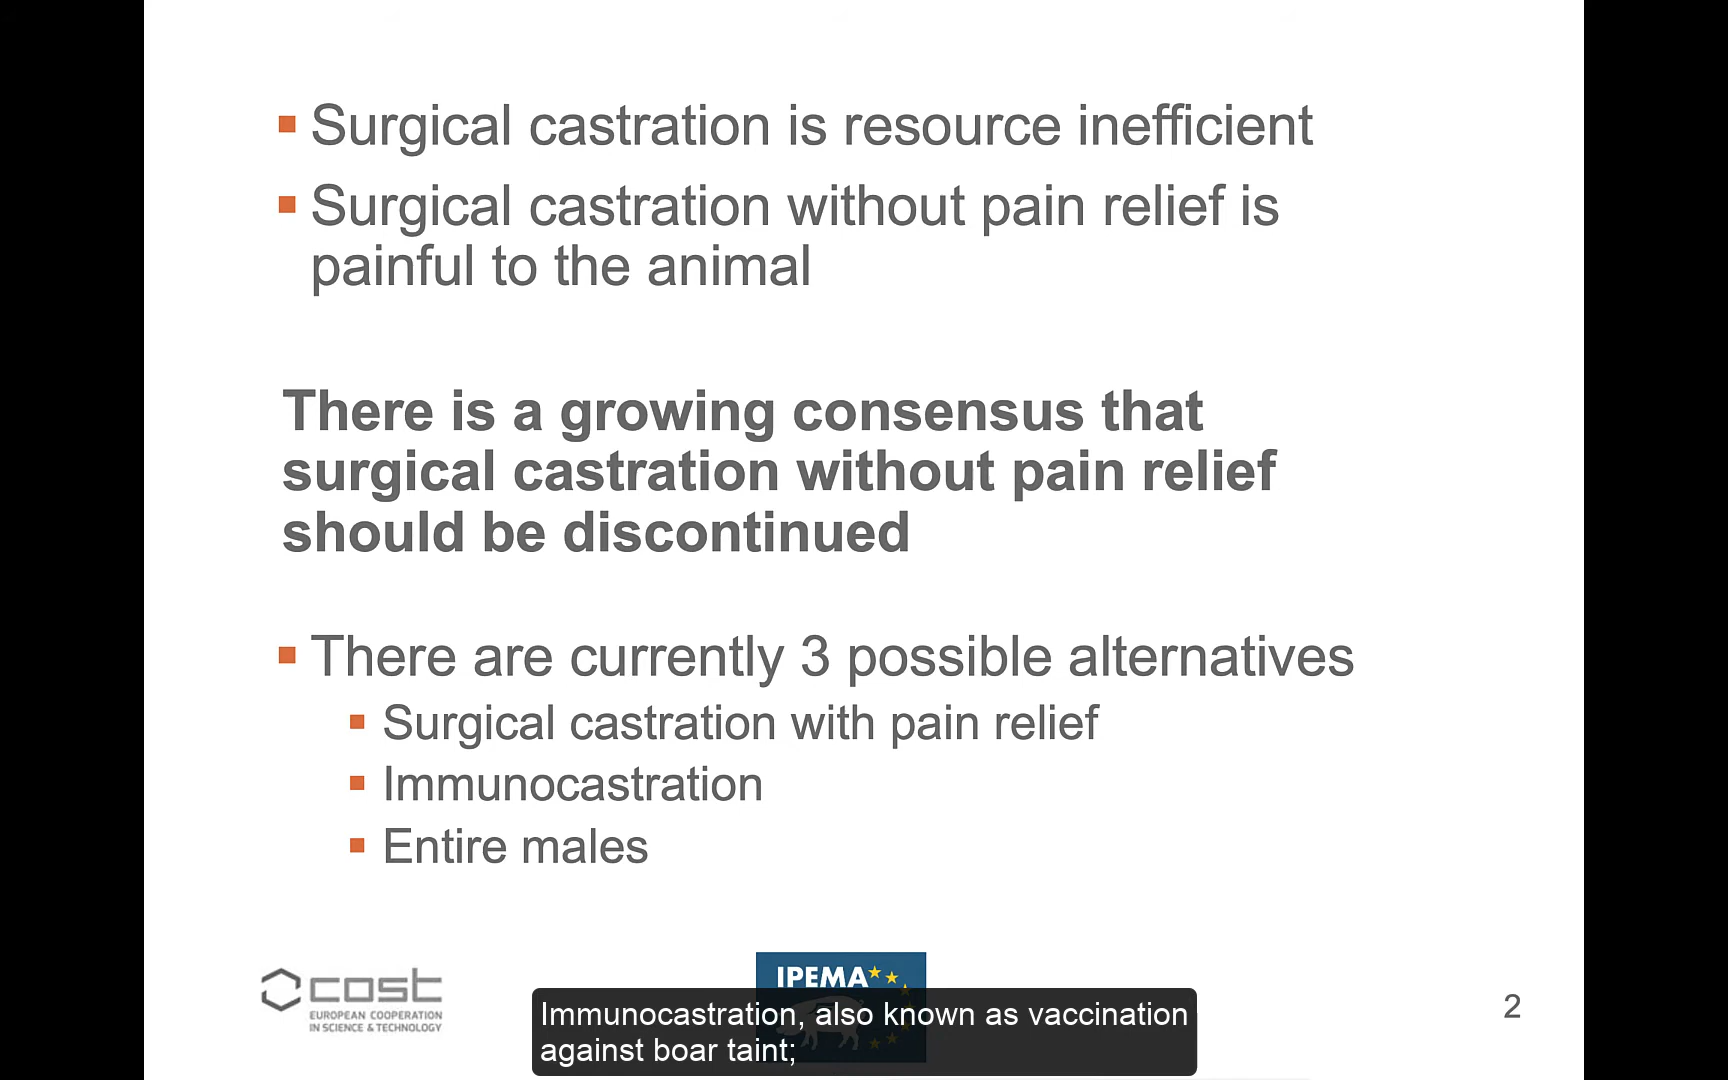 Surgical castration is resource inefficient
Surgical castration without pain relief is
painful to the animal
There is a growing consensus that
surgical castration without pain relief
should be discontinued
There are currently 3 possible alternatives
Surgical castration with pain relief
Immunocastration
Entire males
cost
EUROPEAN COOPERATION
IN SCIENCE & TECHNOLOGY
IPEMA
Immunocastration, also known as vaccination
against boar taint;
2